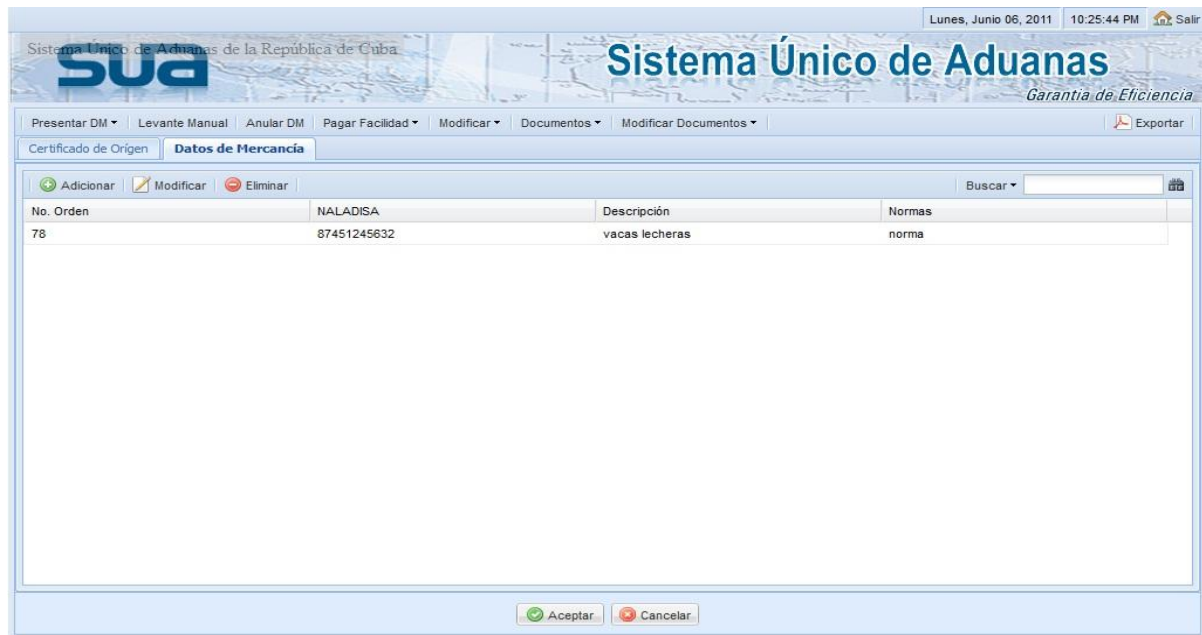 Lunes, Junio 06, 2011 10:25:44 PM Salir
Sistema Único de Aduanas de la República de Cuba
sua
Sistema Único de Aduanas
Garantia de Eficiencia
Presentar DM Levante Manual Anular DM Pagar Facilidad Modificar Documentos Modificar Documentos Exportar
Certificado de Orígen Datos de Mercancía
Adicionar Modificar Eliminar Buscar
No. Orden NALADISA Descripción Normas
78 87451245632 vacas lecheras norma
Aceptar Cancelar